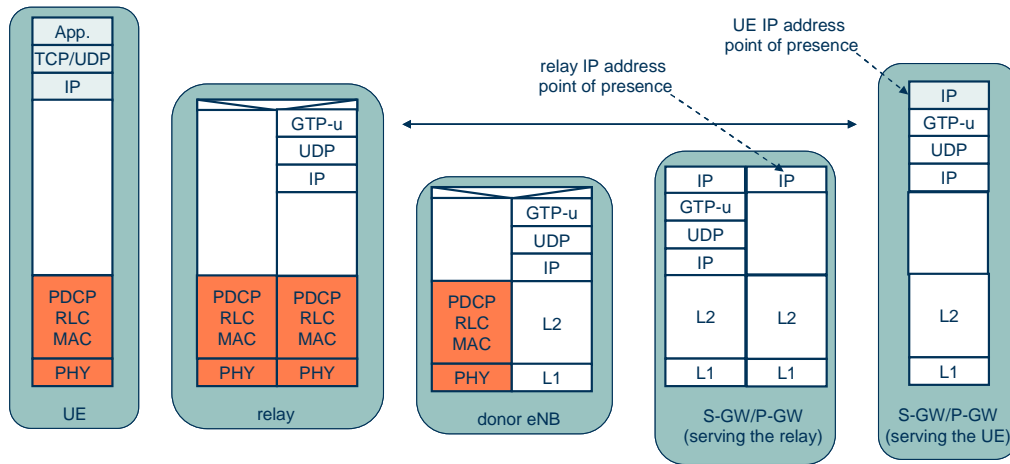 UE IP address
point of presence
relay IP address
point of presence
App.
TCP/UDP
IP
PDCP
RLC
MAC
PHY
UE
GTP-u
UDP
IP
PDCP
RLC
MAC
PDCP
RLC
MAC
PHY
PHY
relay
GTP-u
UDP
IP
PDCP
RLC
MAC
L2
PHY
L1
donor eNB
IP
IP
GTP-u
UDP
IP
L2
L2
L1
L1
S-GW/P-GW
(serving the relay)
IP
GTP-u
UDP
IP
L2
L1
S-GW/P-GW
(serving the UE)